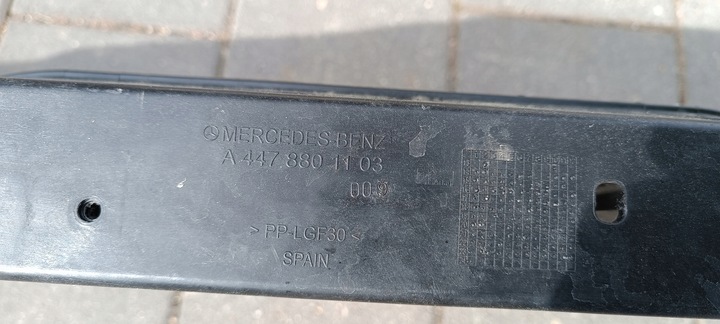 MERCEDES-BENZ
A 447 880 11 03
> PP-LGF30 <
SPAIN